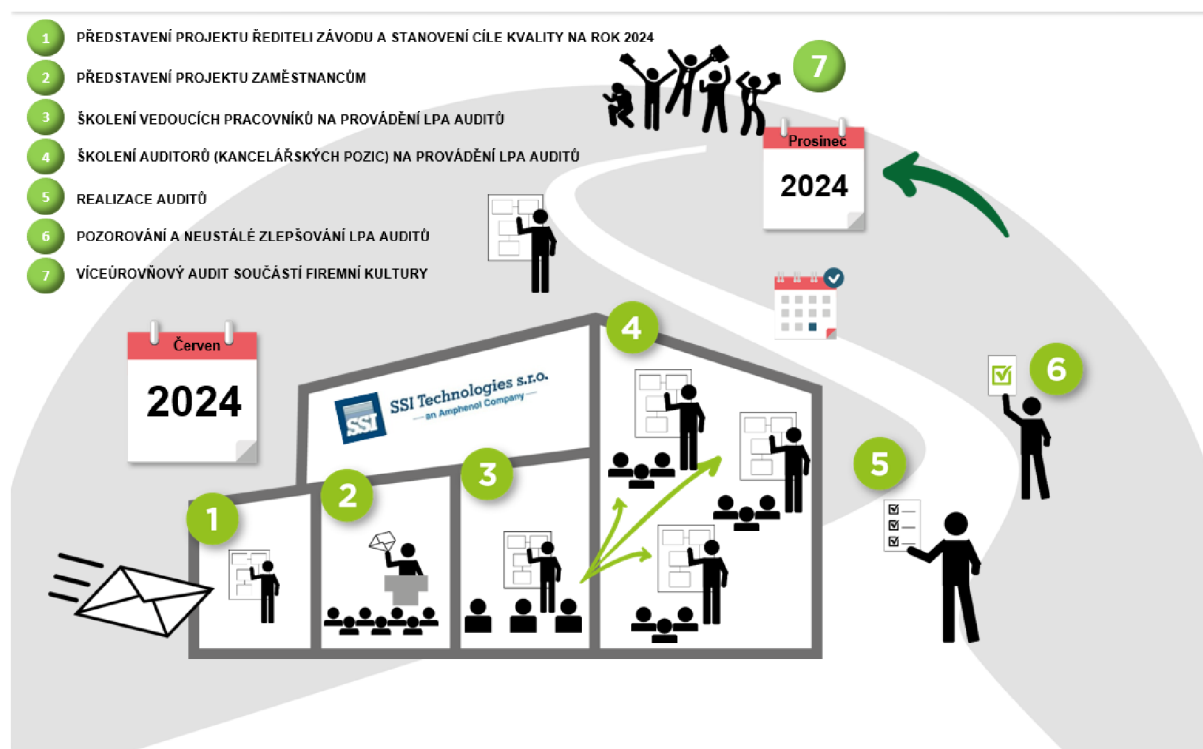 1 PŘEDSTAVENÍ PROJEKTU ŘEDITELI ZÁVODU A STANOVENÍ CÍLE KVALITY NA ROK 2024
2 PŘEDSTAVENÍ PROJEKTU ZAMĚSTNANCŮM
3 ŠKOLENÍ VEDOUCÍCH PRACOVNÍKŮ NA PROVÁDĚNÍ LPA AUDITŮ
4 ŠKOLENÍ AUDITORŮ (KANCELÁŘSKÝCH POZIC) NA PROVÁDĚNÍ LPA AUDITŮ
5 REALIZACE AUDITŮ
6 POZOROVÁNÍ A NEUSTÁLÉ ZLEPŠOVÁNÍ LPA AUDITŮ
7 VÍCEÚROVŇOVÝ AUDIT SOUČÁSTÍ FIREMNÍ KULTURY
7
Prosinec
2024
Červen
2024
SSI
SSI Technologies s.r.o.
an Amphenol Company
4
6
3
5
2
1